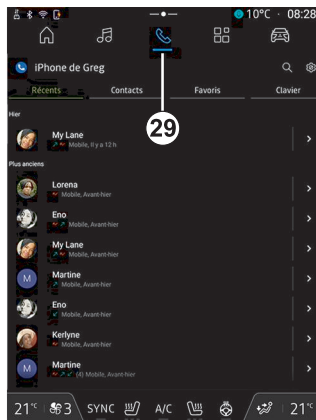 10°C · 08:28
iPhone de Greg
Récents Contacts Favoris Clavier
Hier
29
My Lane
Mobile, Il y a 12 h
Plus anciens
Lorena
Mobile, Avant-hier
Eno
Mobile, Avant-hier
My Lane
Mobile, Avant-hier
M
Martine
Mobile, Avant-hier
Eno
Mobile, Avant-hier
Kerlyne
Mobile, Avant-hier
M
Martine
(4) Mobile, Avant-hier
21°C 3 SYNC A/C 21°C